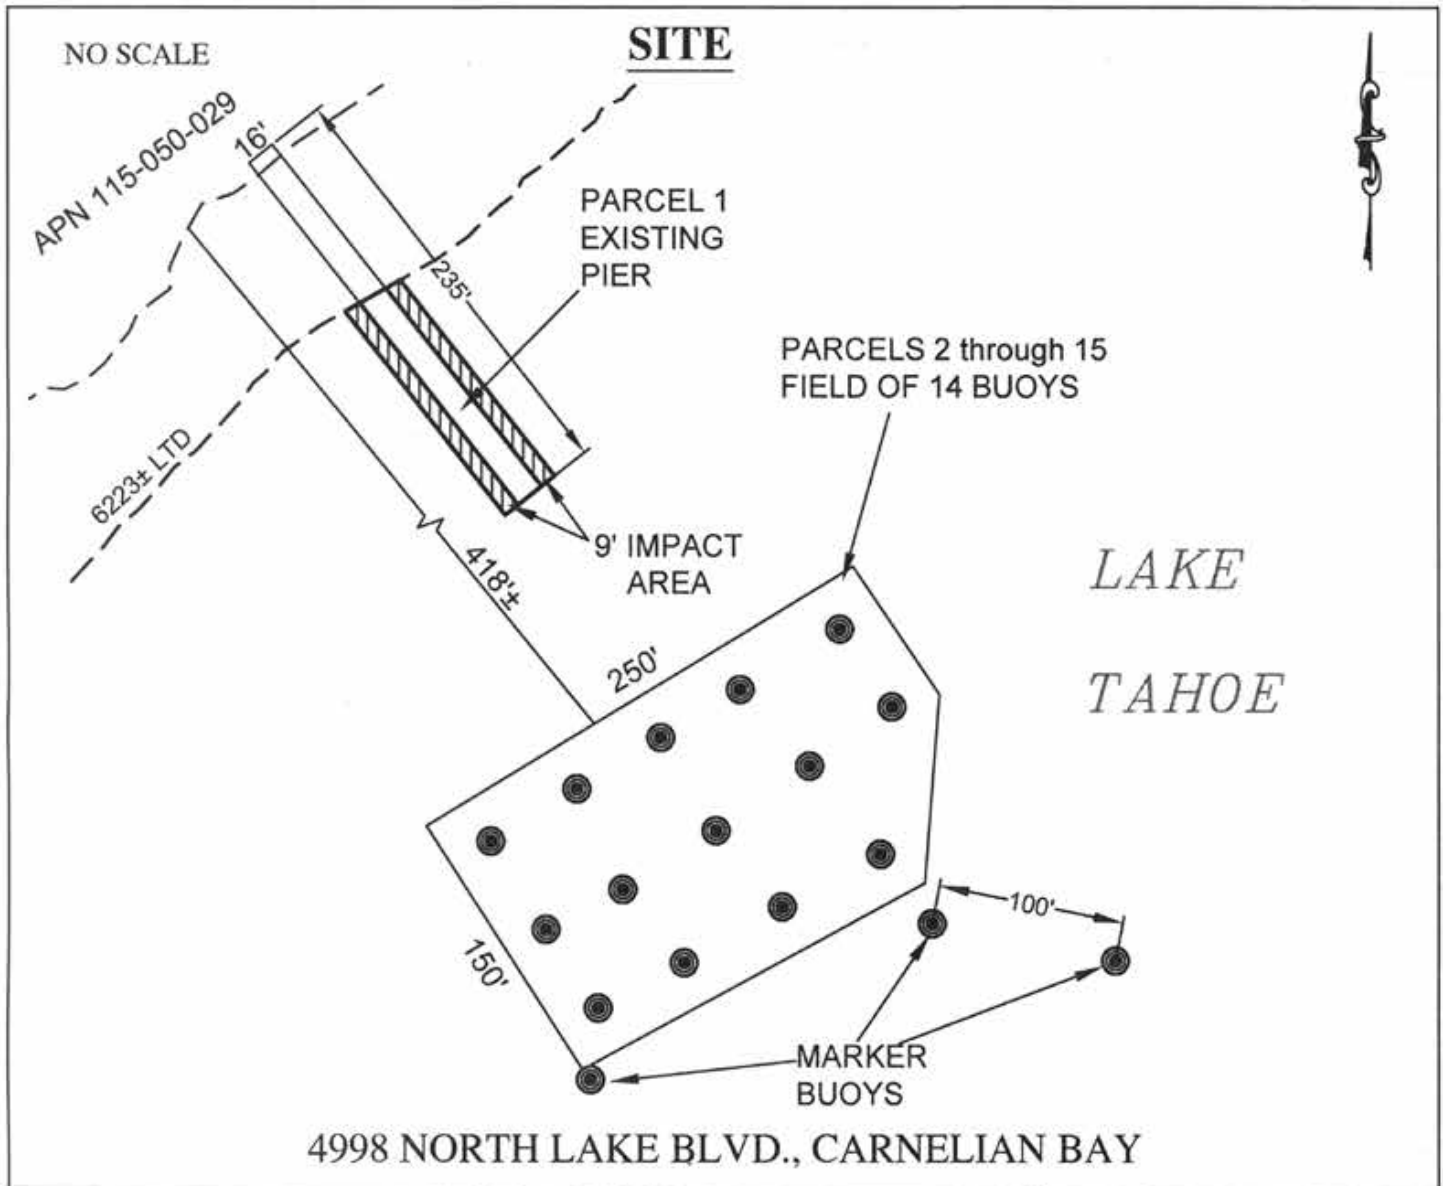 NO SCALE
SITE
APN 115-050-029
16'
PARCEL 1
EXISTING
PIER
235'
PARCELS 2 through 15
FIELD OF 14 BUOYS
6223± LTD
9' IMPACT
AREA
418'±
LAKE
TAHOE
250'
100'
150'
MARKER
BUOYS
4998 NORTH LAKE BLVD., CARNELIAN BAY